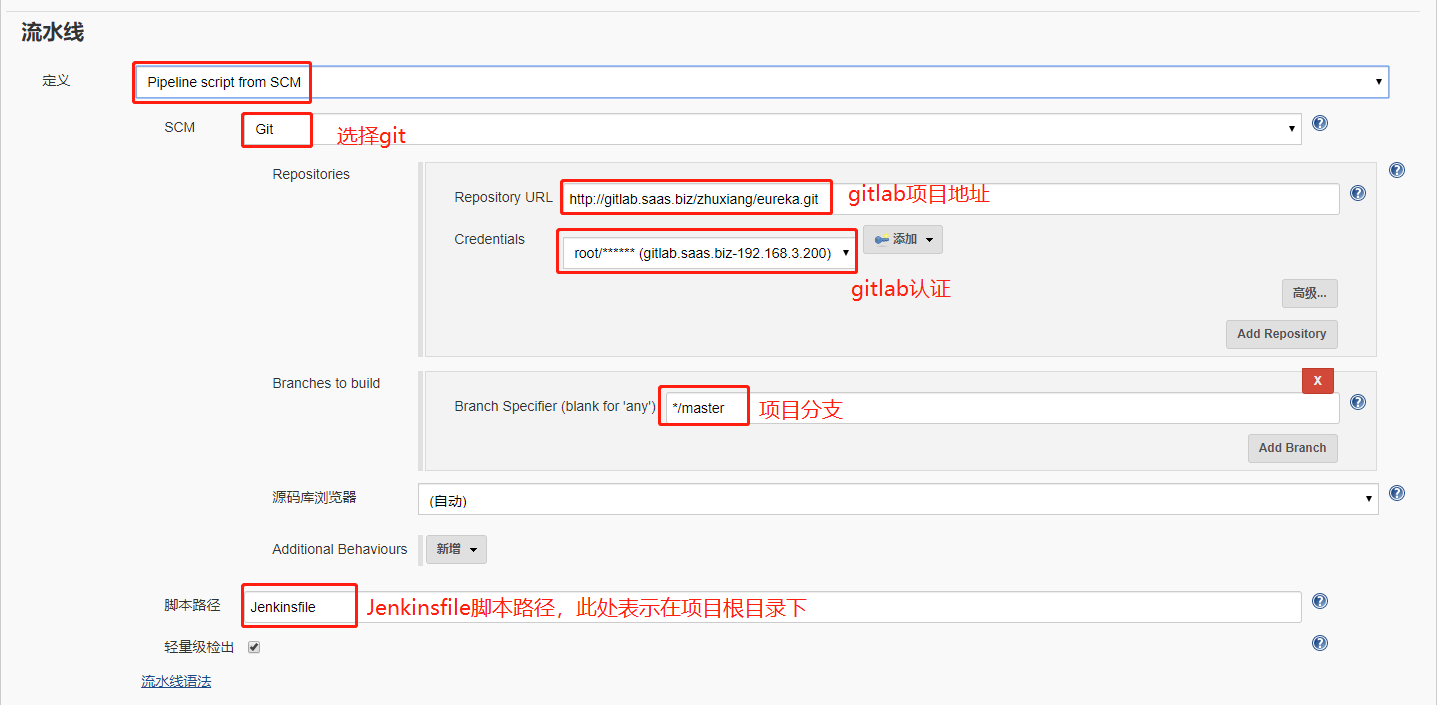 流水线
定义
Pipeline script from SCM
SCM
Git
选择git
Repositories
Repository URL
http://gitlab.saas.biz/zhuxiang/eureka.git
gitlab项目地址
Credentials
root/****** (gitlab.saas.biz-192.168.3.200)
添加
gitlab认证
高级...
Add Repository
Branches to build
X
Branch Specifier (blank for 'any')
*/master
项目分支
Add Branch
源码库浏览器
(自动)
Additional Behaviours
新增
脚本路径
Jenkinsfile
Jenkinsfile脚本路径，此处表示在项目根目录下
轻量级检出
流水线语法